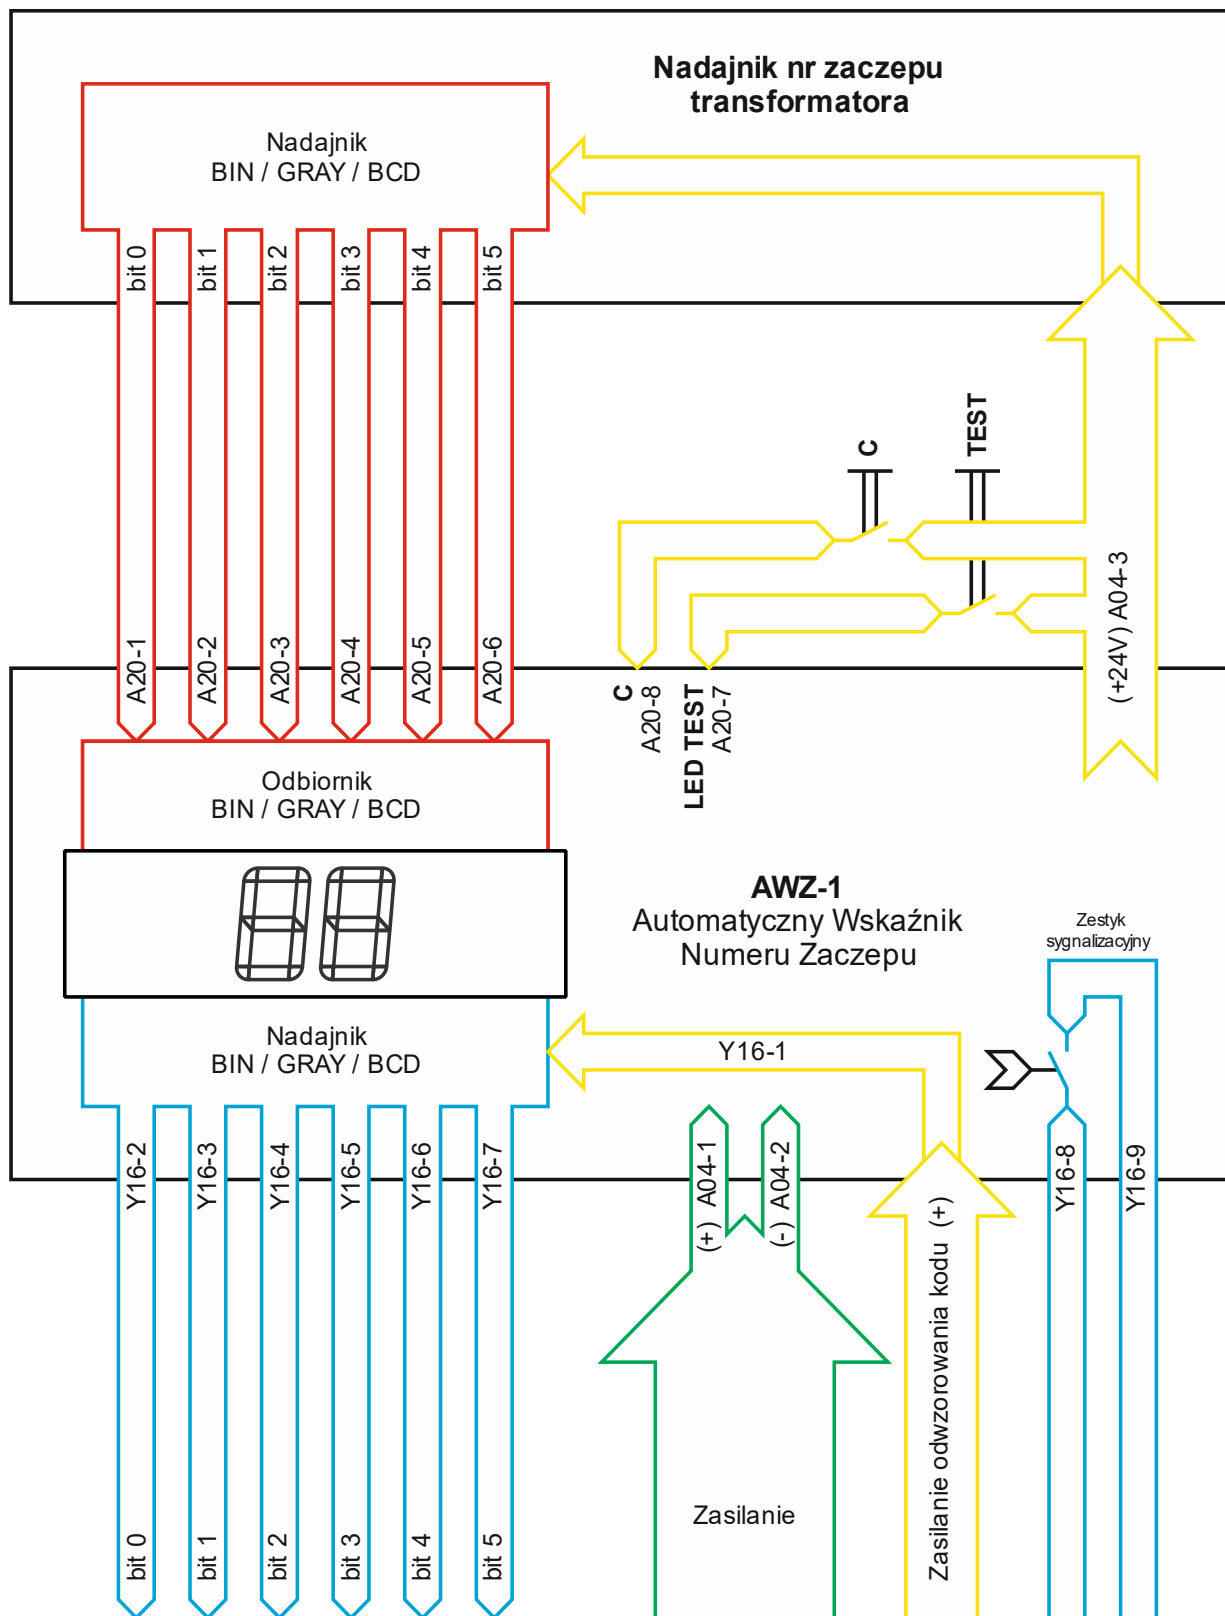 Nadajnik nr zaczepu
transformatora
Nadajnik
BIN / GRAY / BCD
bit 0
bit 1
bit 2
bit 3
bit 4
bit 5
C
TEST
A20-1
A20-2
A20-3
A20-4
A20-5
A20-6
C
A20-8
LED TEST
A20-7
(+24V) A04-3
Odbiornik
BIN / GRAY / BCD
AWZ-1
Automatyczny Wskaźnik
Numeru Zaczepu
Zestyk
sygnalizacyjny
Nadajnik
BIN / GRAY / BCD
Y16-1
Y16-2
Y16-3
Y16-4
Y16-5
Y16-6
Y16-7
(+) A04-1
(-) A04-2
Y16-8
Y16-9
Zasilanie
Zasilanie odwzorowania kodu (+)
bit 0
bit 1
bit 2
bit 3
bit 4
bit 5